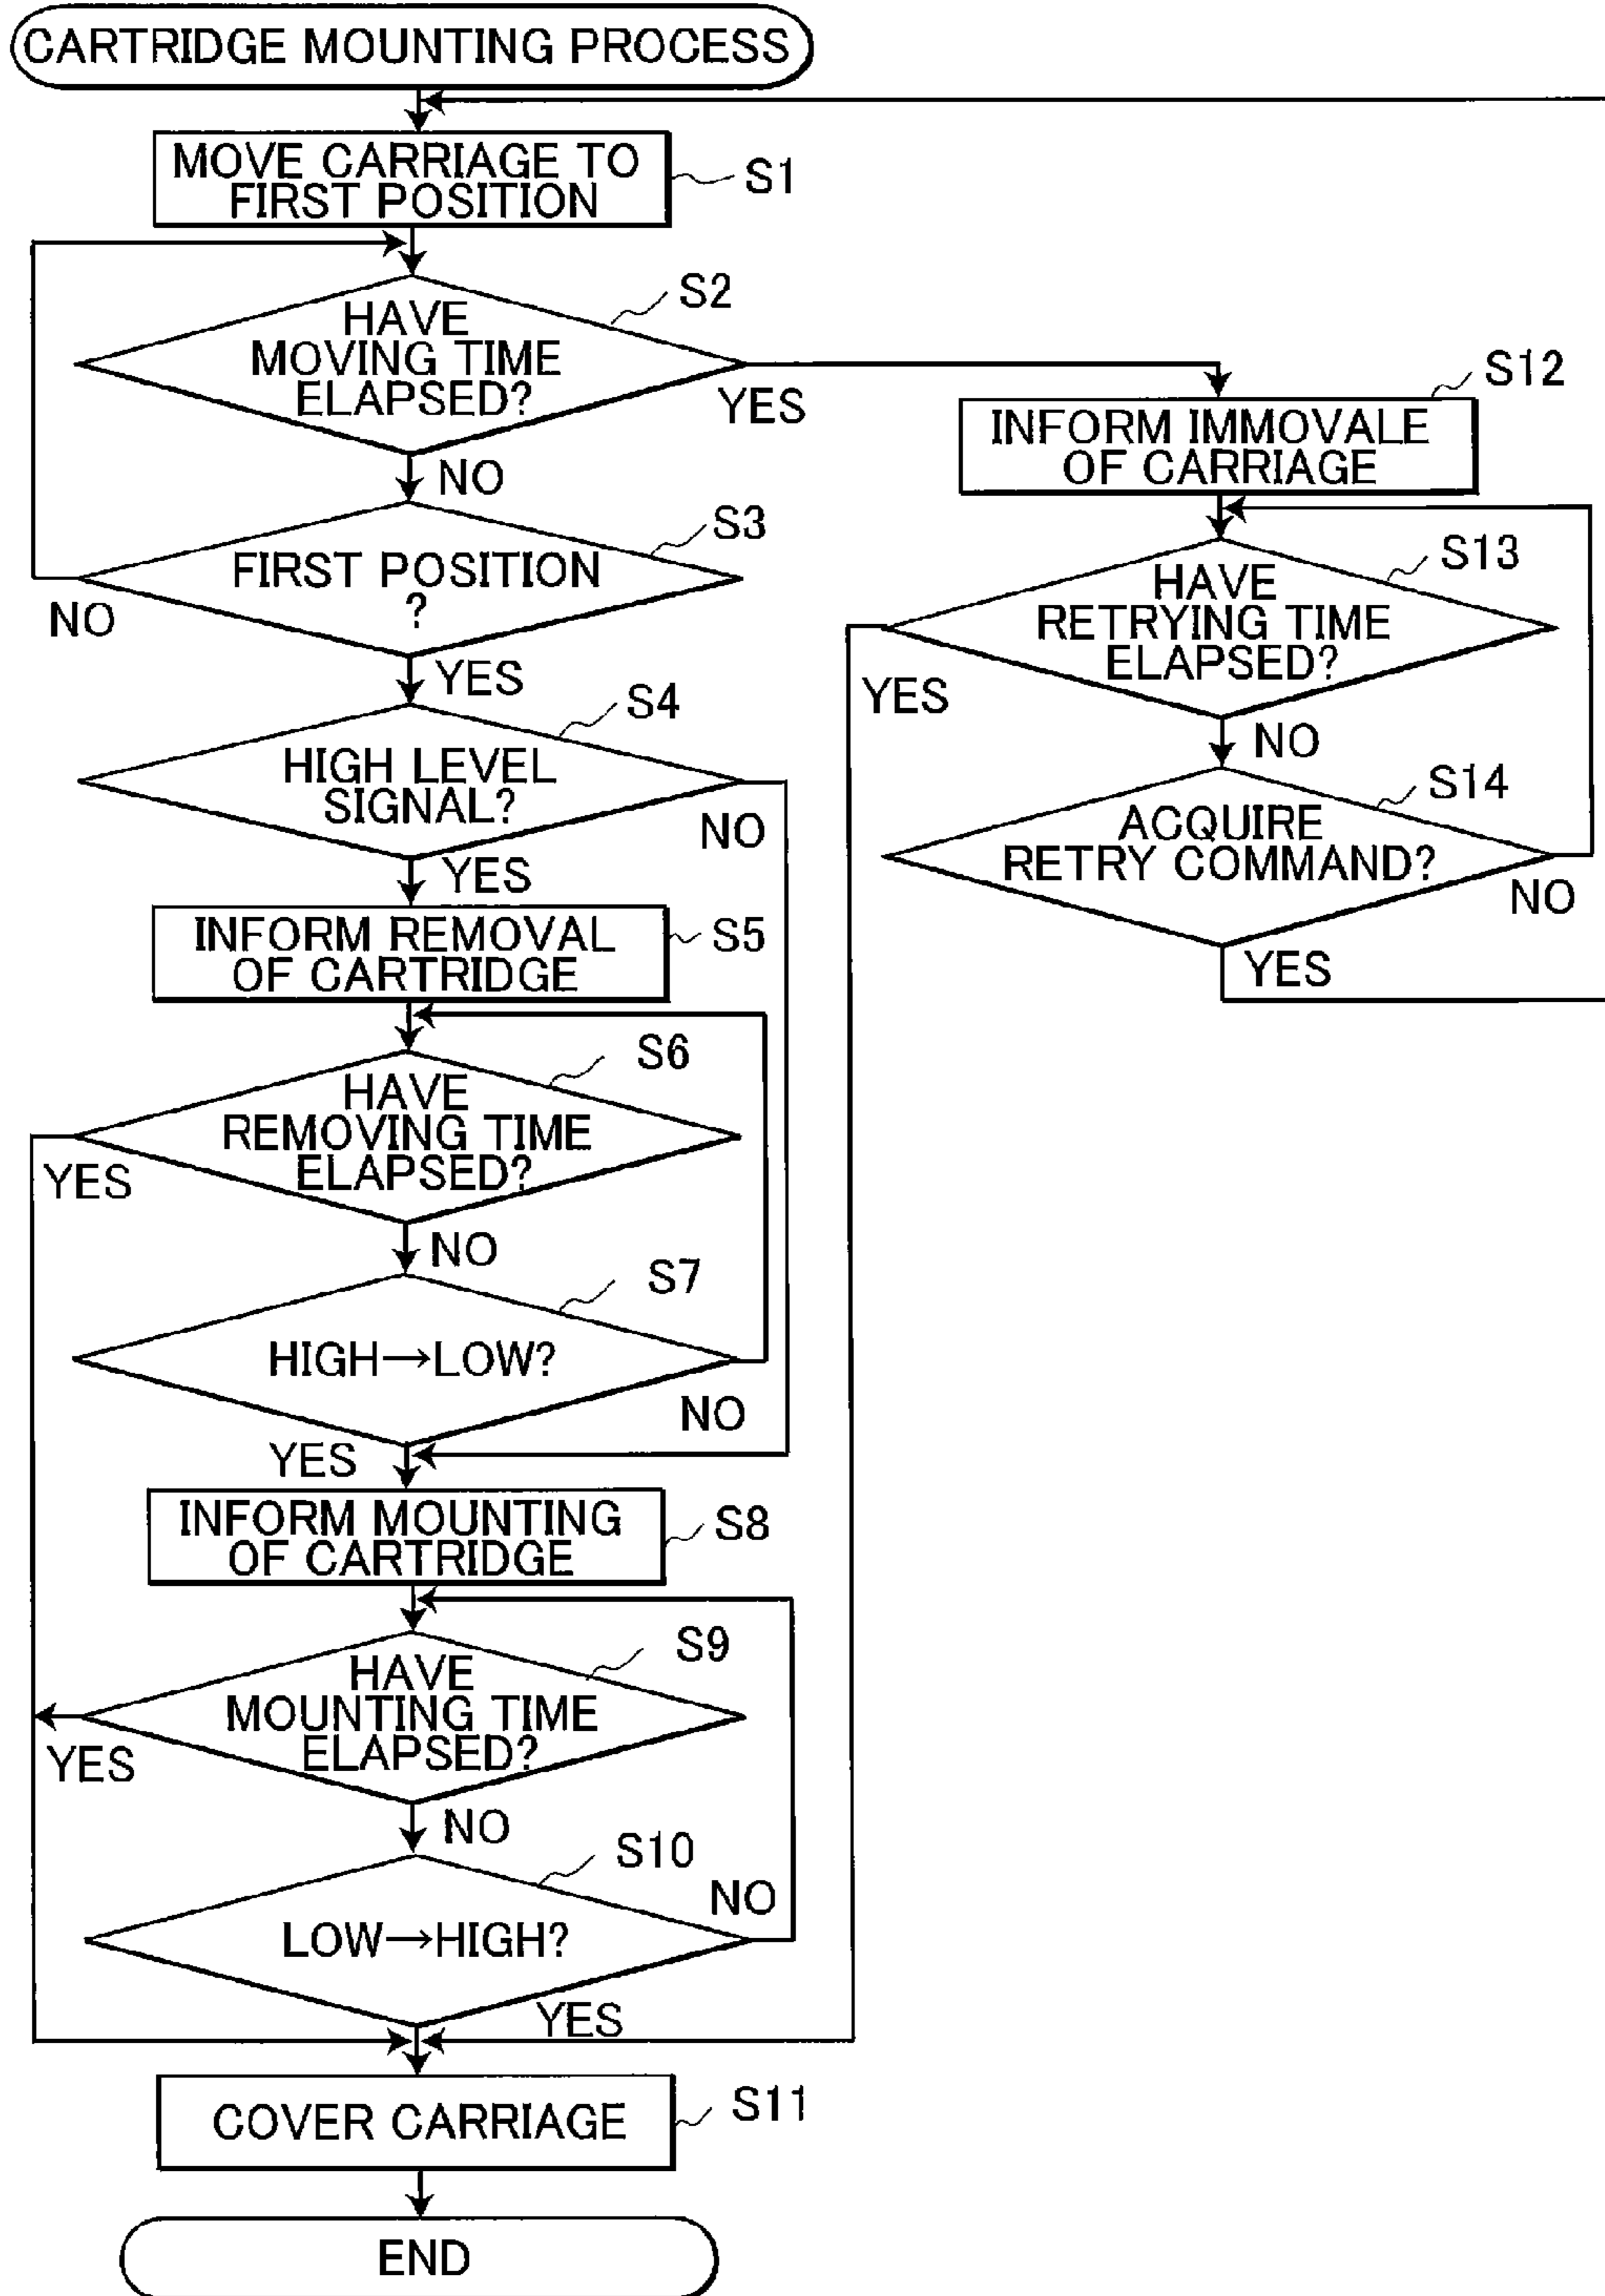 CARTRIDGE MOUNTING PROCESS
MOVE CARRIAGE TO
FIRST POSITION
S1
HAVE
MOVING TIME
ELAPSED?
S2
YES
NO
FIRST POSITION
?
S3
NO
YES
HIGH LEVEL
SIGNAL?
S4
NO
YES
INFORM REMOVAL
OF CARTRIDGE
S5
HAVE
REMOVING TIME
ELAPSED?
S6
YES
NO
HIGH→LOW?
S7
NO
YES
INFORM MOUNTING
OF CARTRIDGE
S8
HAVE
MOUNTING TIME
ELAPSED?
S9
YES
NO
LOW→HIGH?
S10
NO
YES
COVER CARRIAGE
S11
END
INFORM IMMOVALE
OF CARRIAGE
S12
HAVE
RETRYING TIME
ELAPSED?
S13
YES
NO
ACQUIRE
RETRY COMMAND?
S14
NO
YES